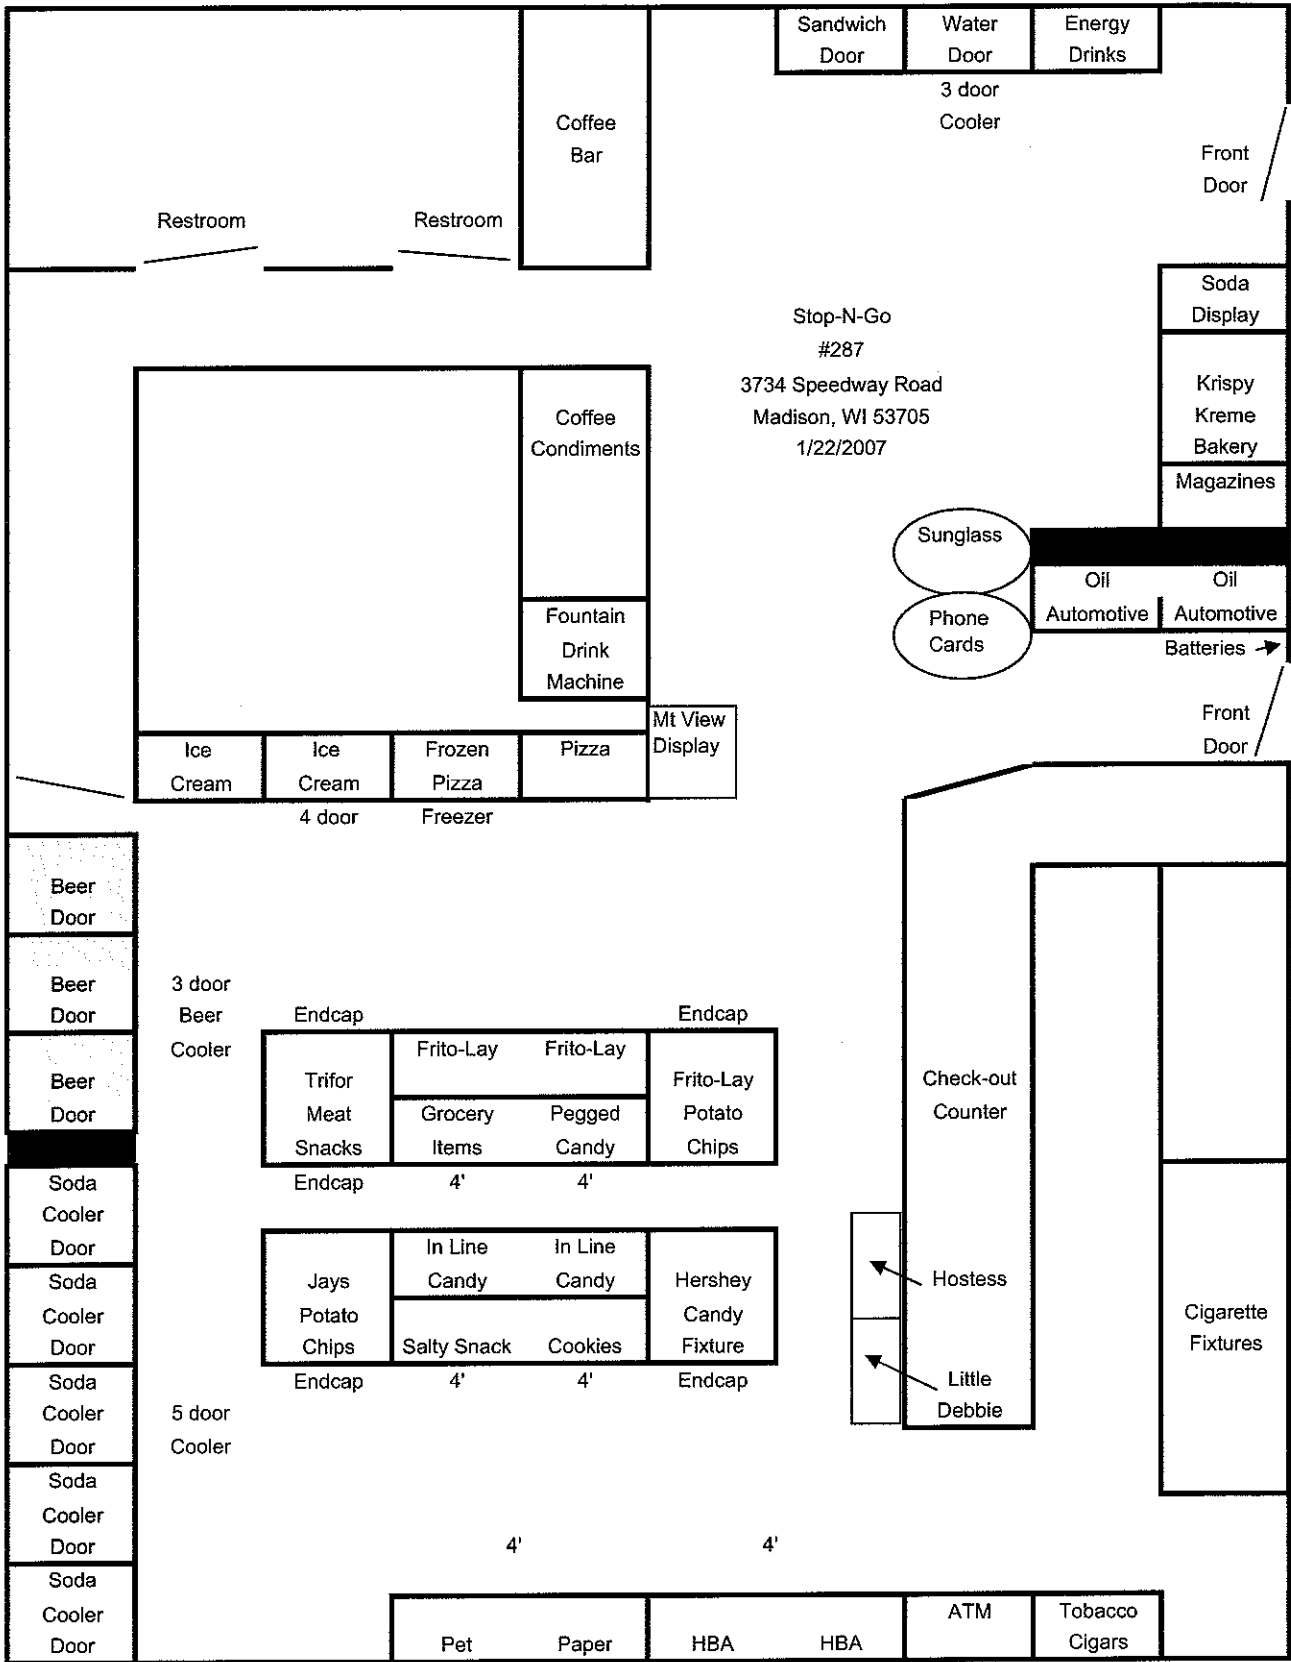 Sandwich
Door
Water
Door
Energy
Drinks
3 door
Cooler
Coffee
Bar
Front
Door
Restroom
Restroom
Soda
Display
Stop-N-Go
#287
3734 Speedway Road
Madison, WI 53705
1/22/2007
Krispy
Kreme
Bakery
Magazines
Coffee
Condiments
Sunglass
Oil
Automotive
Oil
Automotive
Phone
Cards
Batteries
Fountain
Drink
Machine
Front
Door
Mt View
Display
Ice
Cream
Ice
Cream
Frozen
Pizza
Pizza
4 door
Freezer
Beer
Door
Beer
Door
Beer
Door
3 door
Beer
Cooler
Endcap
Endcap
Trifor
Meat
Snacks
Frito-Lay
Frito-Lay
Grocery
Items
Pegged
Candy
Frito-Lay
Potato
Chips
Endcap
4'
4'
Check-out
Counter
Soda
Cooler
Door
Soda
Cooler
Door
Soda
Cooler
Door
Soda
Cooler
Door
Soda
Cooler
Door
5 door
Cooler
Jays
Potato
Chips
In Line
Candy
In Line
Candy
Salty Snack
Cookies
Hershey
Candy
Fixture
Endcap
4'
4'
Endcap
Hostess
Little
Debbie
Cigarette
Fixtures
4'
4'
Pet
Paper
HBA
HBA
ATM
Tobacco
Cigars